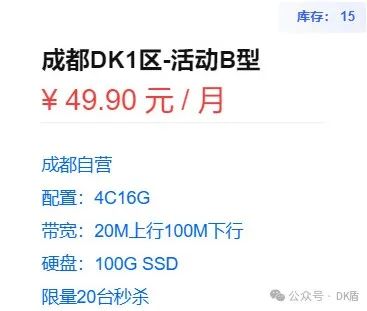 库存： 15
成都DK1区-活动B型
¥ 49.90 元 / 月
成都自营
配置：4C16G
带宽：20M上行100M下行
硬盘：100G SSD
限量20台秒杀
公众号 · DK盾